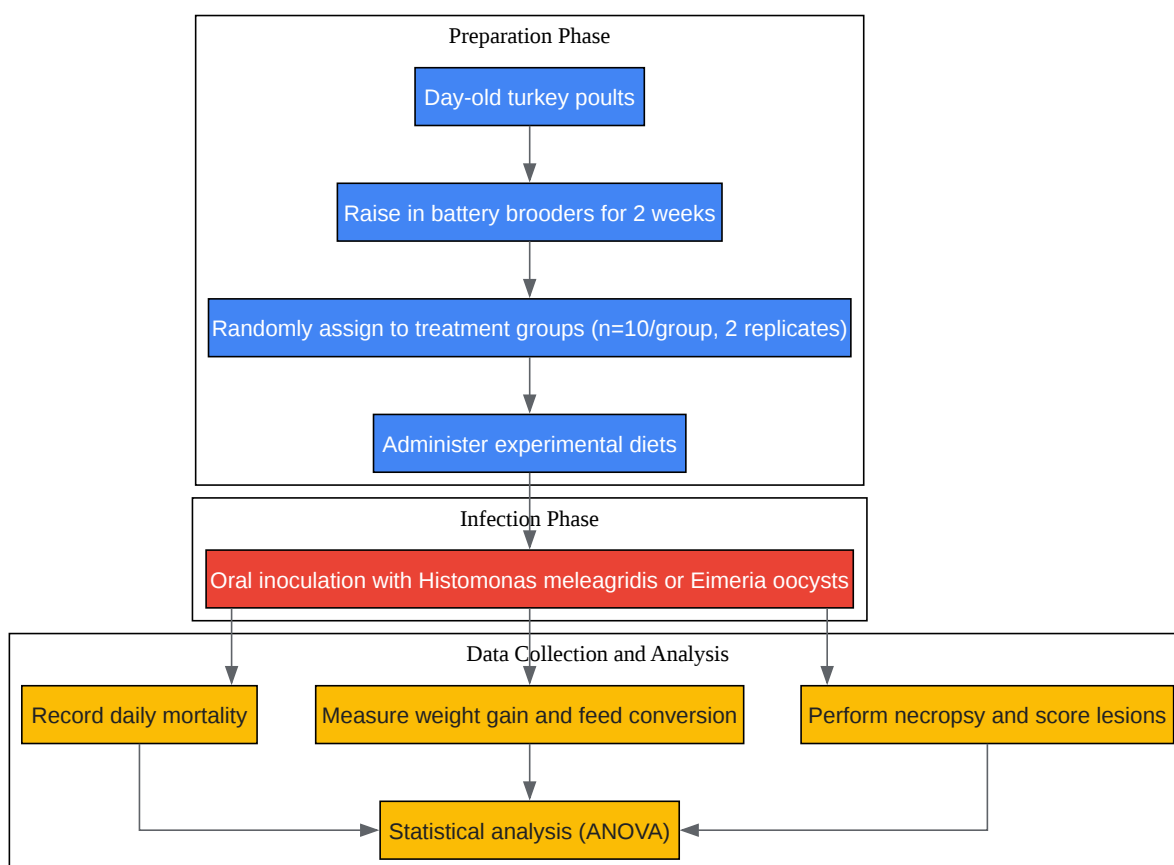 Preparation Phase
Day-old turkey poults
Raise in battery brooders for 2 weeks
Randomly assign to treatment groups (n=10/group, 2 replicates)
Administer experimental diets
Infection Phase
Oral inoculation with Histomonas meleagridis or Eimeria oocysts
Data Collection and Analysis
Record daily mortality
Measure weight gain and feed conversion
Perform necropsy and score lesions
Statistical analysis (ANOVA)